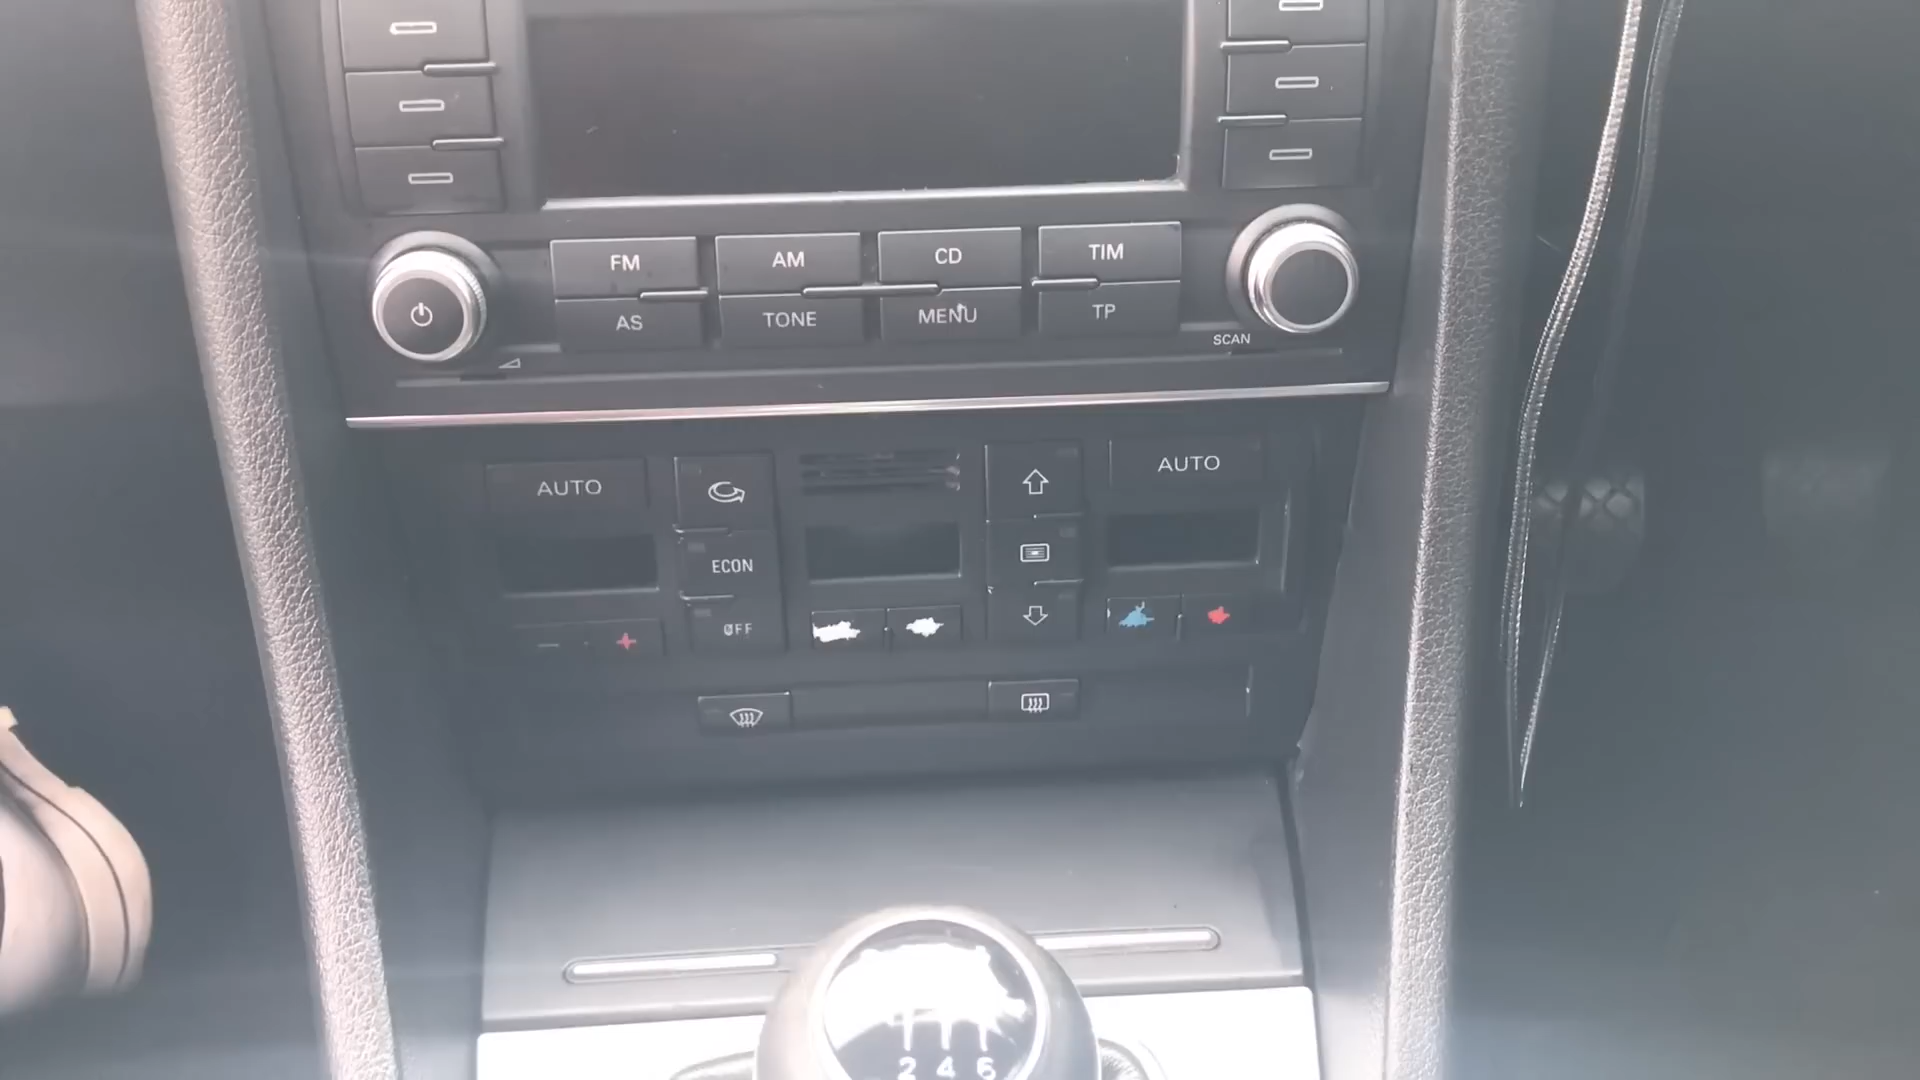 FM AM CD TIM
AS TONE MENU TP
SCAN
AUTO AUTO
ECON
OFF
2 4 6